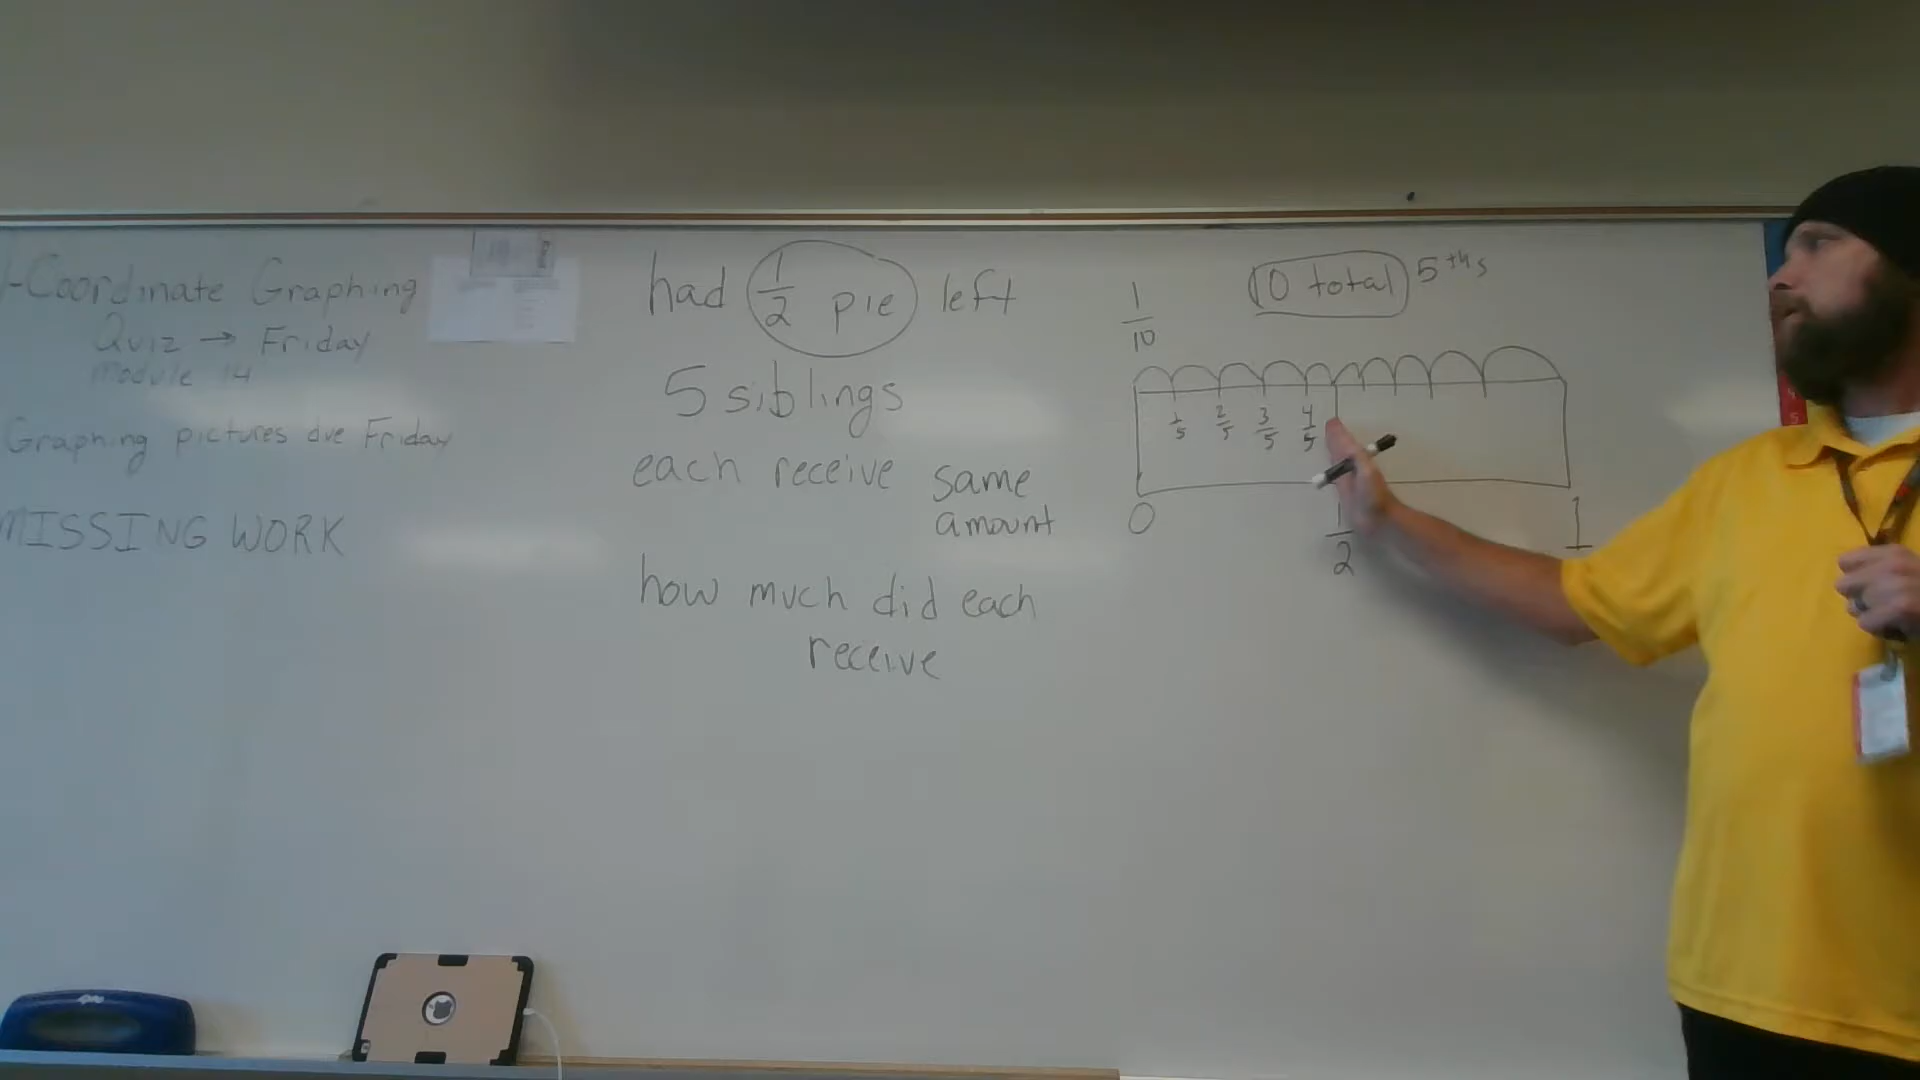 -Coordinate Graphing
Quiz → Friday
Module 14
Graphing pictures due Friday
MISSING WORK
had 1/2 pie left
5 siblings
each receive same
amount
how much did each
receive
1/10
10 total 5ths
1/5 2/5 3/5 4/5
0 1/2 1